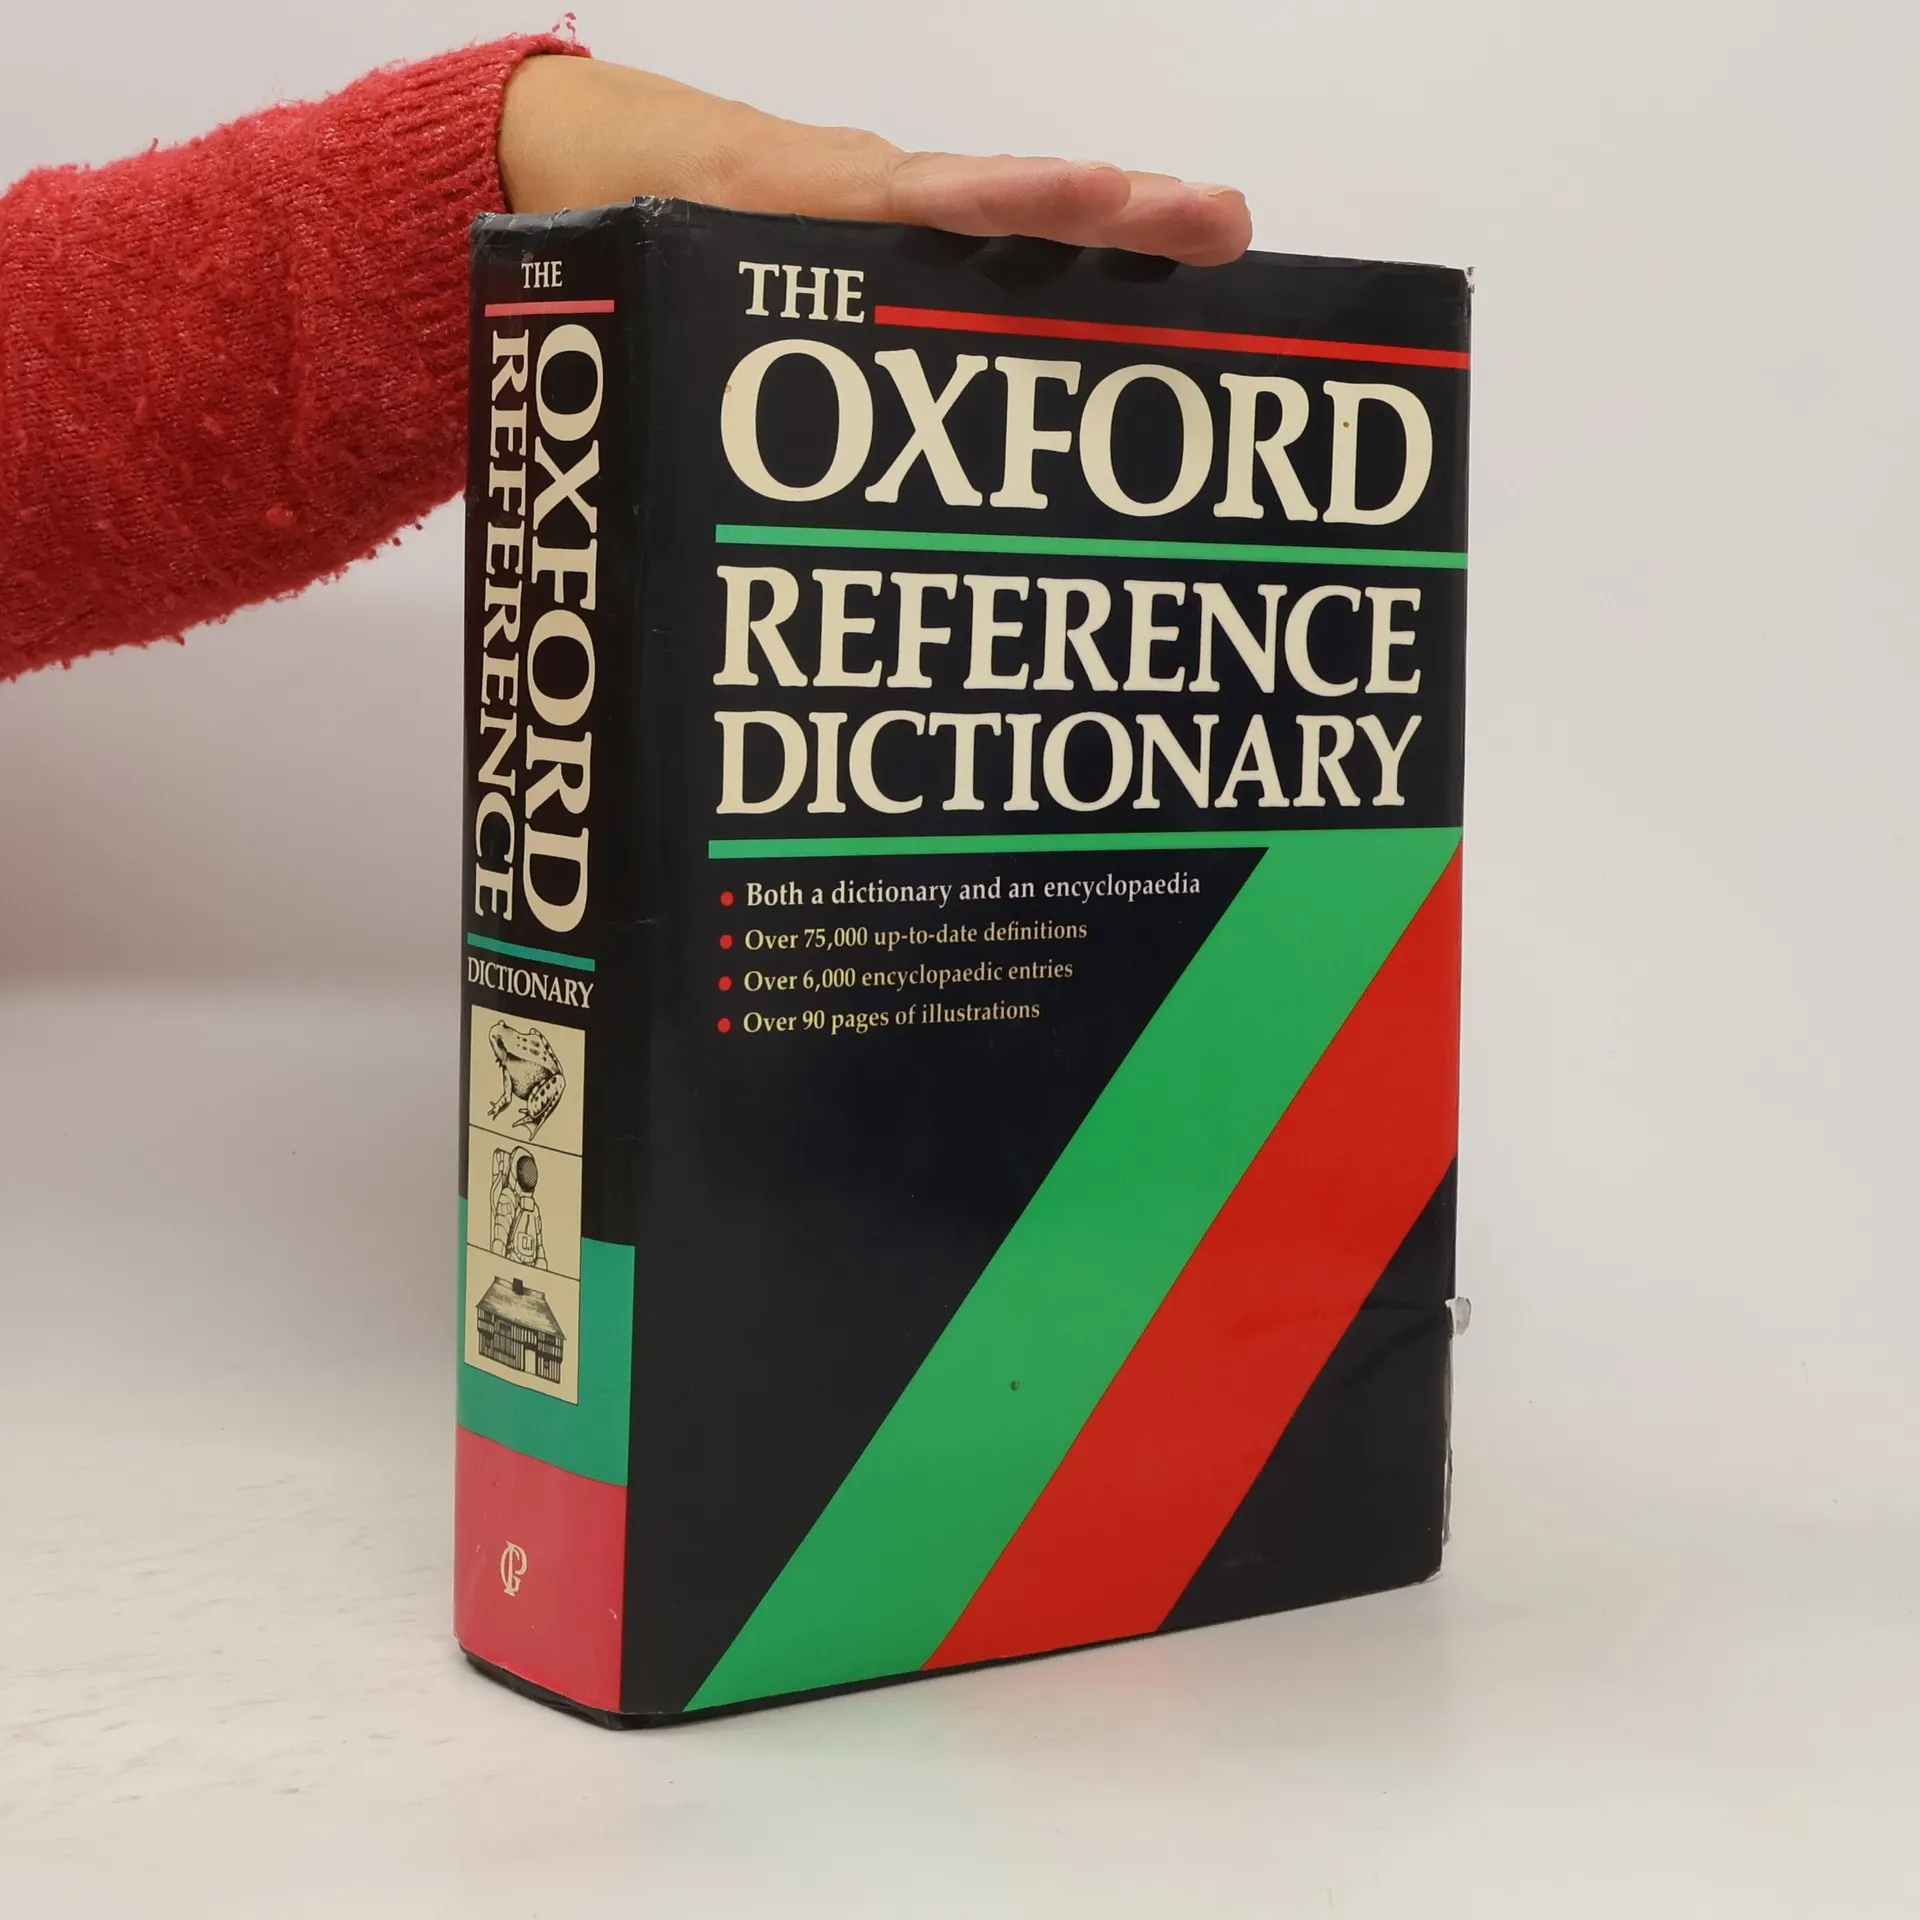 THE
OXFORD
REFERENCE
DICTIONARY
THE
OXFORD
REFERENCE
DICTIONARY
• Both a dictionary and an encyclopaedia
• Over 75,000 up-to-date definitions
• Over 6,000 encyclopaedic entries
• Over 90 pages of illustrations